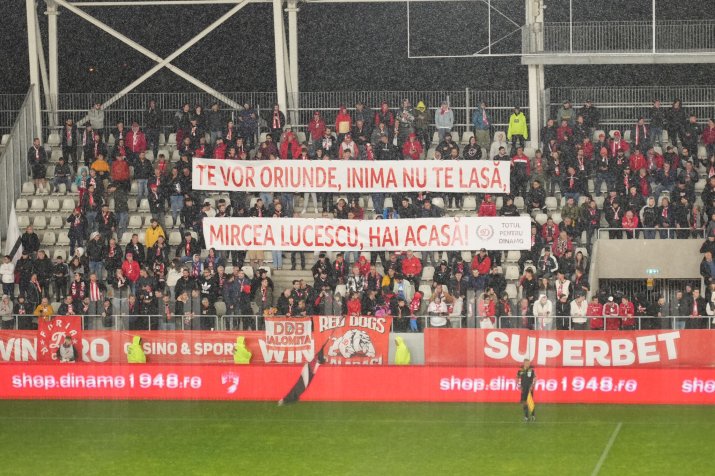 TE VOR ORIUNDE, INIMA NU TE LASĂ,
MIRCEA LUCESCU, HAI ACASĂ!
TOTUL
PENTRU
DINAMO
DDB
IALOMIȚA
WIN
RED DOGS
SINO & SPORT
SUPERBET
shop.dinamo1948.ro
shop.dinamo1948.ro